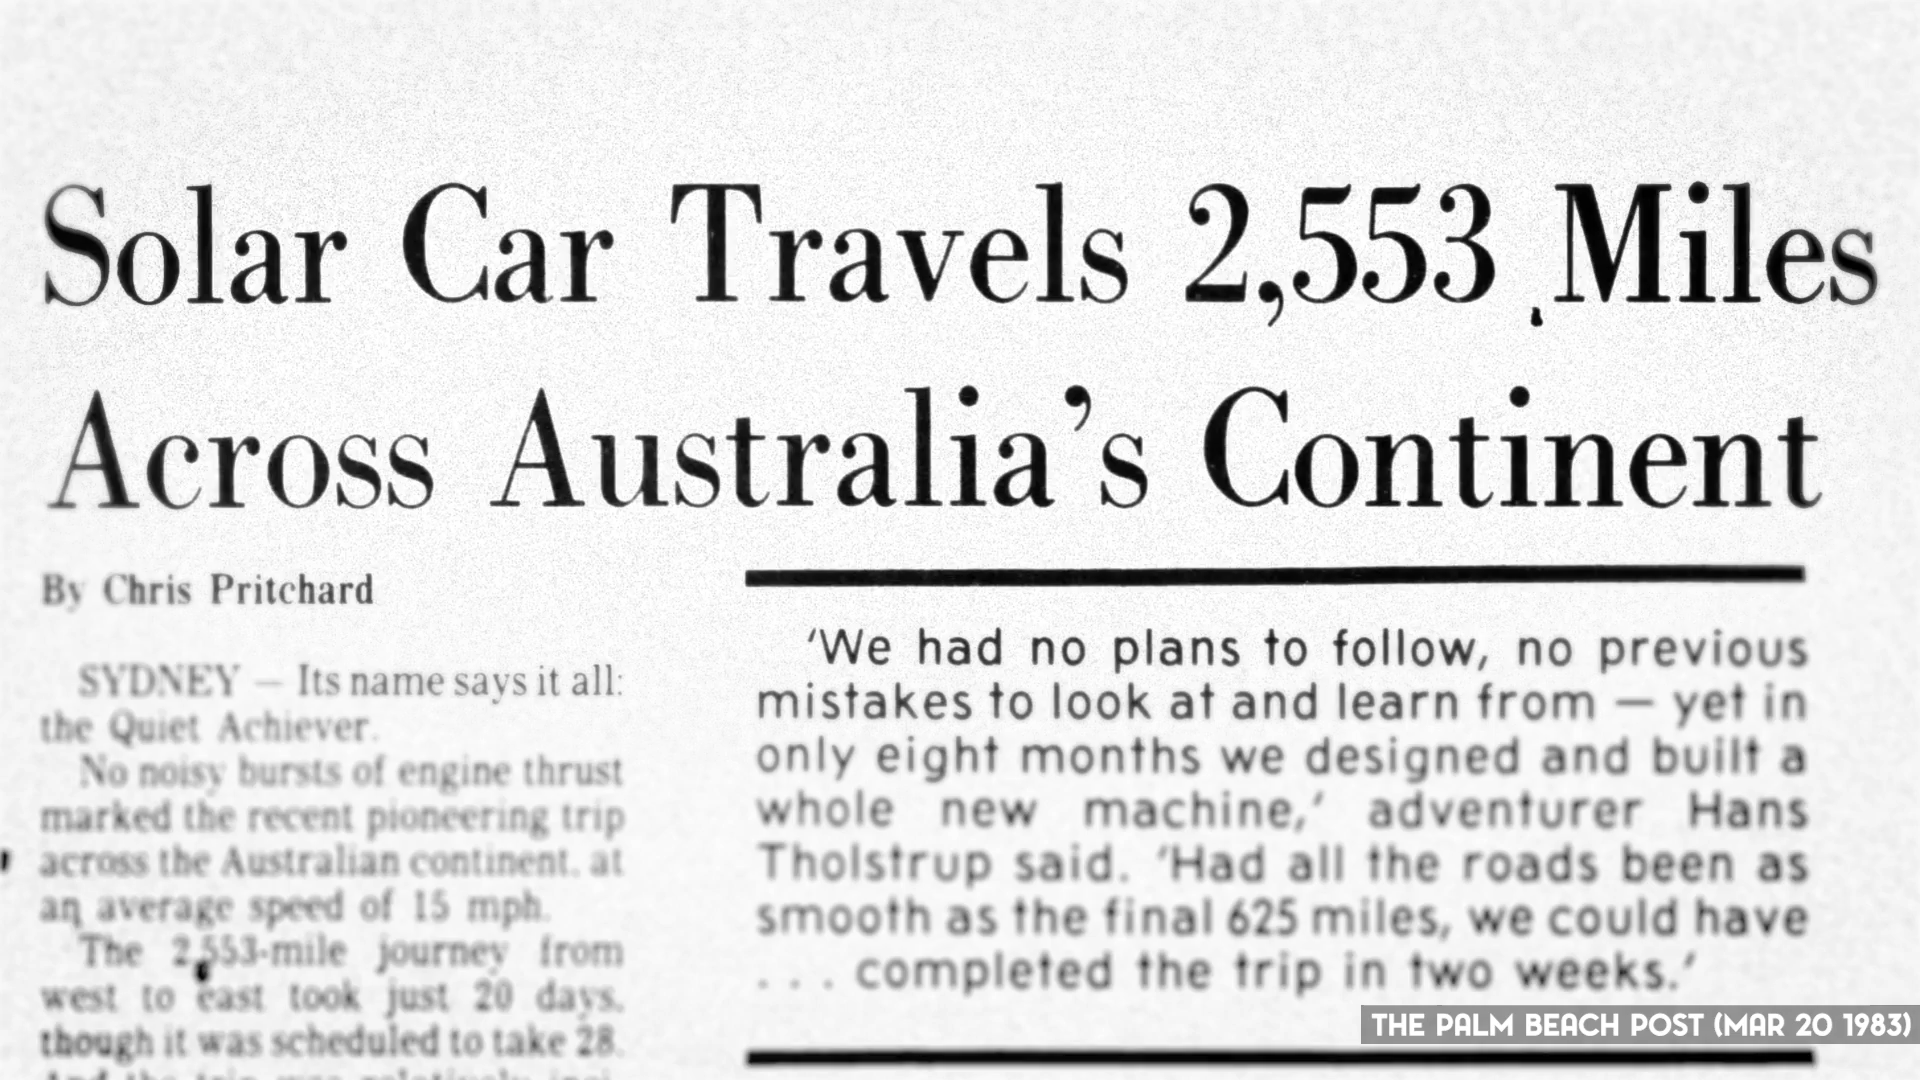 Solar Car Travels 2,553 Miles
Across Australia's Continent
By Chris Pritchard
SYDNEY — Its name says it all:
the Quiet Achiever.
No noisy bursts of engine thrust
marked the recent pioneering trip
across the Australian continent, at
an average speed of 15 mph.
The 2,553-mile journey from
west to east took just 20 days,
though it was scheduled to take 28.
And the trip was relatively inci-
'We had no plans to follow, no previous
mistakes to look at and learn from — yet in
only eight months we designed and built a
whole new machine,' adventurer Hans
Tholstrup said. 'Had all the roads been as
smooth as the final 625 miles, we could have
. . . completed the trip in two weeks.'
THE PALM BEACH POST (MAR 20 1983)